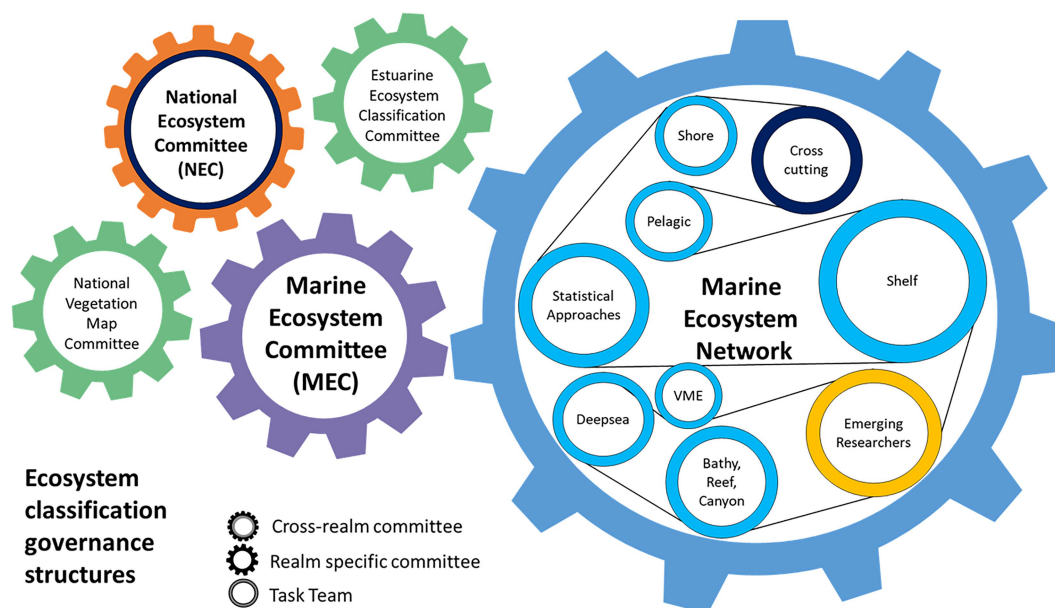 National
Ecosystem
Committee
(NEC)
Estuarine
Ecosystem
Classification
Committee
National
Vegetation
Map
Committee
Marine
Ecosystem
Committee
(MEC)
Shore
Cross
cutting
Pelagic
Shelf
Statistical
Approaches
Marine
Ecosystem
Network
VME
Deepsea
Emerging
Researchers
Bathy,
Reef,
Canyon
Ecosystem
classification
governance
structures
Cross-realm committee
Realm specific committee
Task Team